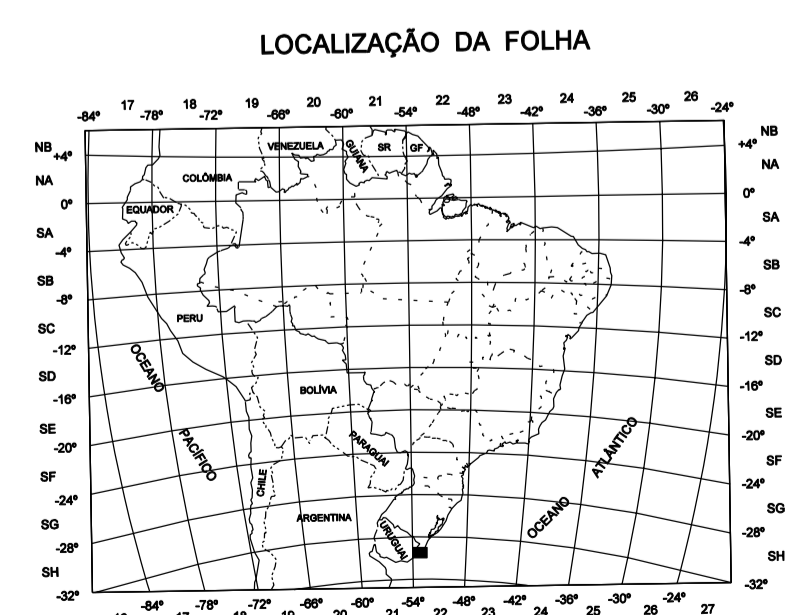 LOCALIZAÇÃO DA FOLHA
17 18 19 20 21 22 23 24 25 26
-84° -78° -72° -66° -60° -54° -48° -42° -36° -30° -24°
NB NB
+4° +4°
NA NA
0° 0°
SA SA
-4° -4°
SB SB
-8° -8°
SC SC
-12° -12°
SD SD
-16° -16°
SE SE
-20° -20°
SF SF
-24° -24°
SG SG
-28° -28°
SH SH
-32° -32°
VENEZUELA
GUIANA
SR
GF
COLÔMBIA
EQUADOR
PERU
OCEANO
PACÍFICO
BOLÍVIA
PARAGUAI
CHILE
ARGENTINA
URUGUAI
OCEANO
ATLÂNTICO
-84° -78° -72° -66° -60° -54° -48° -42° -36° -30° -24°
18 19 20 21 22 23 24 25 26 27